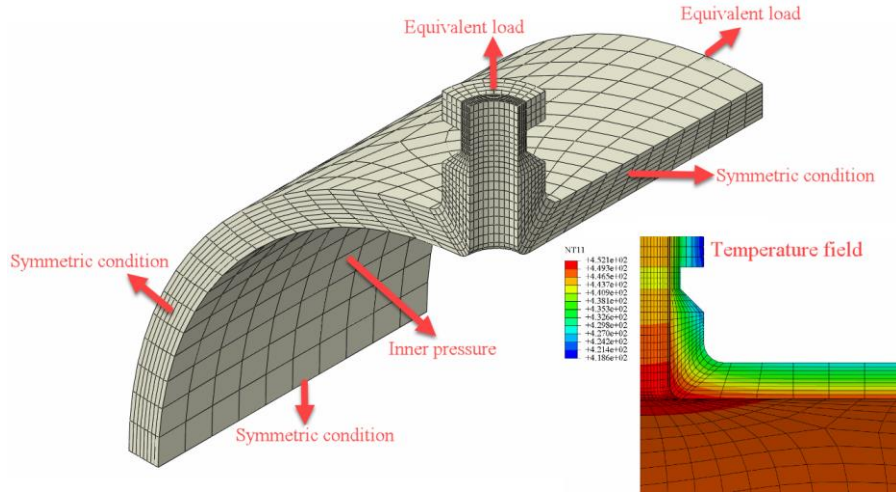 Equivalent load
Equivalent load
Symmetric condition
Symmetric condition
Inner pressure
Symmetric condition
Temperature field
NT11
+4.521e+02
+4.493e+02
+4.465e+02
+4.437e+02
+4.409e+02
+4.381e+02
+4.353e+02
+4.326e+02
+4.298e+02
+4.270e+02
+4.242e+02
+4.214e+02
+4.186e+02